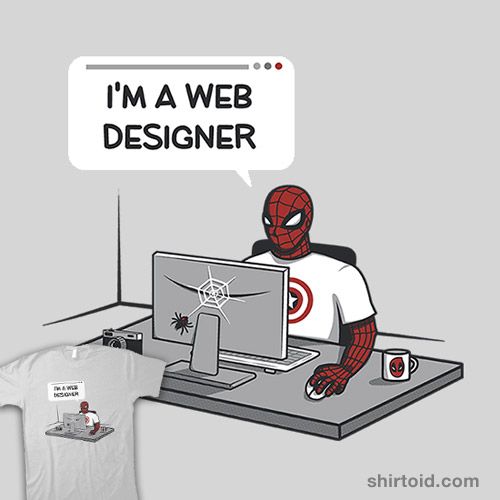 I'M A WEB
DESIGNER
I'M A WEB
DESIGNER
shirtoid.com